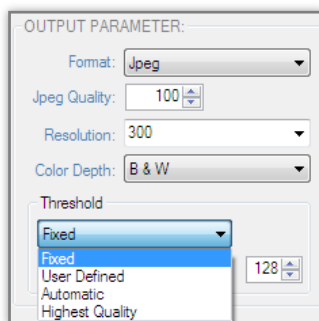 OUTPUT PARAMETER:
Format: Jpeg
Jpeg Quality: 100
Resolution: 300
Color Depth: B & W
Threshold
Fixed
Fixed
User Defined
128
Automatic
Highest Quality